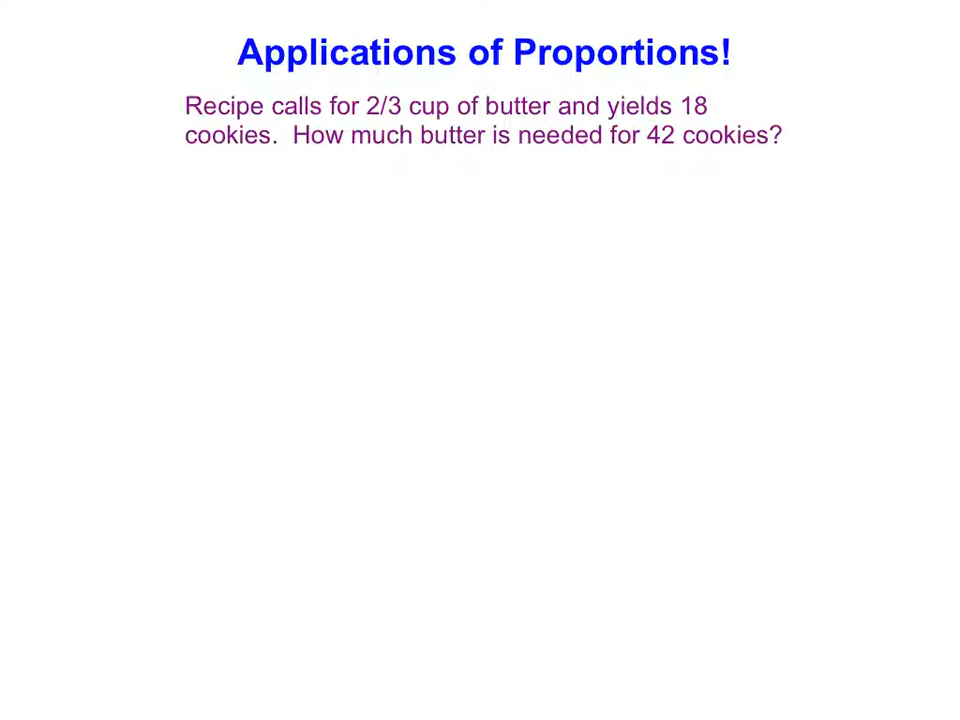 Applications of Proportions!
Recipe calls for 2/3 cup of butter and yields 18
cookies.  How much butter is needed for 42 cookies?